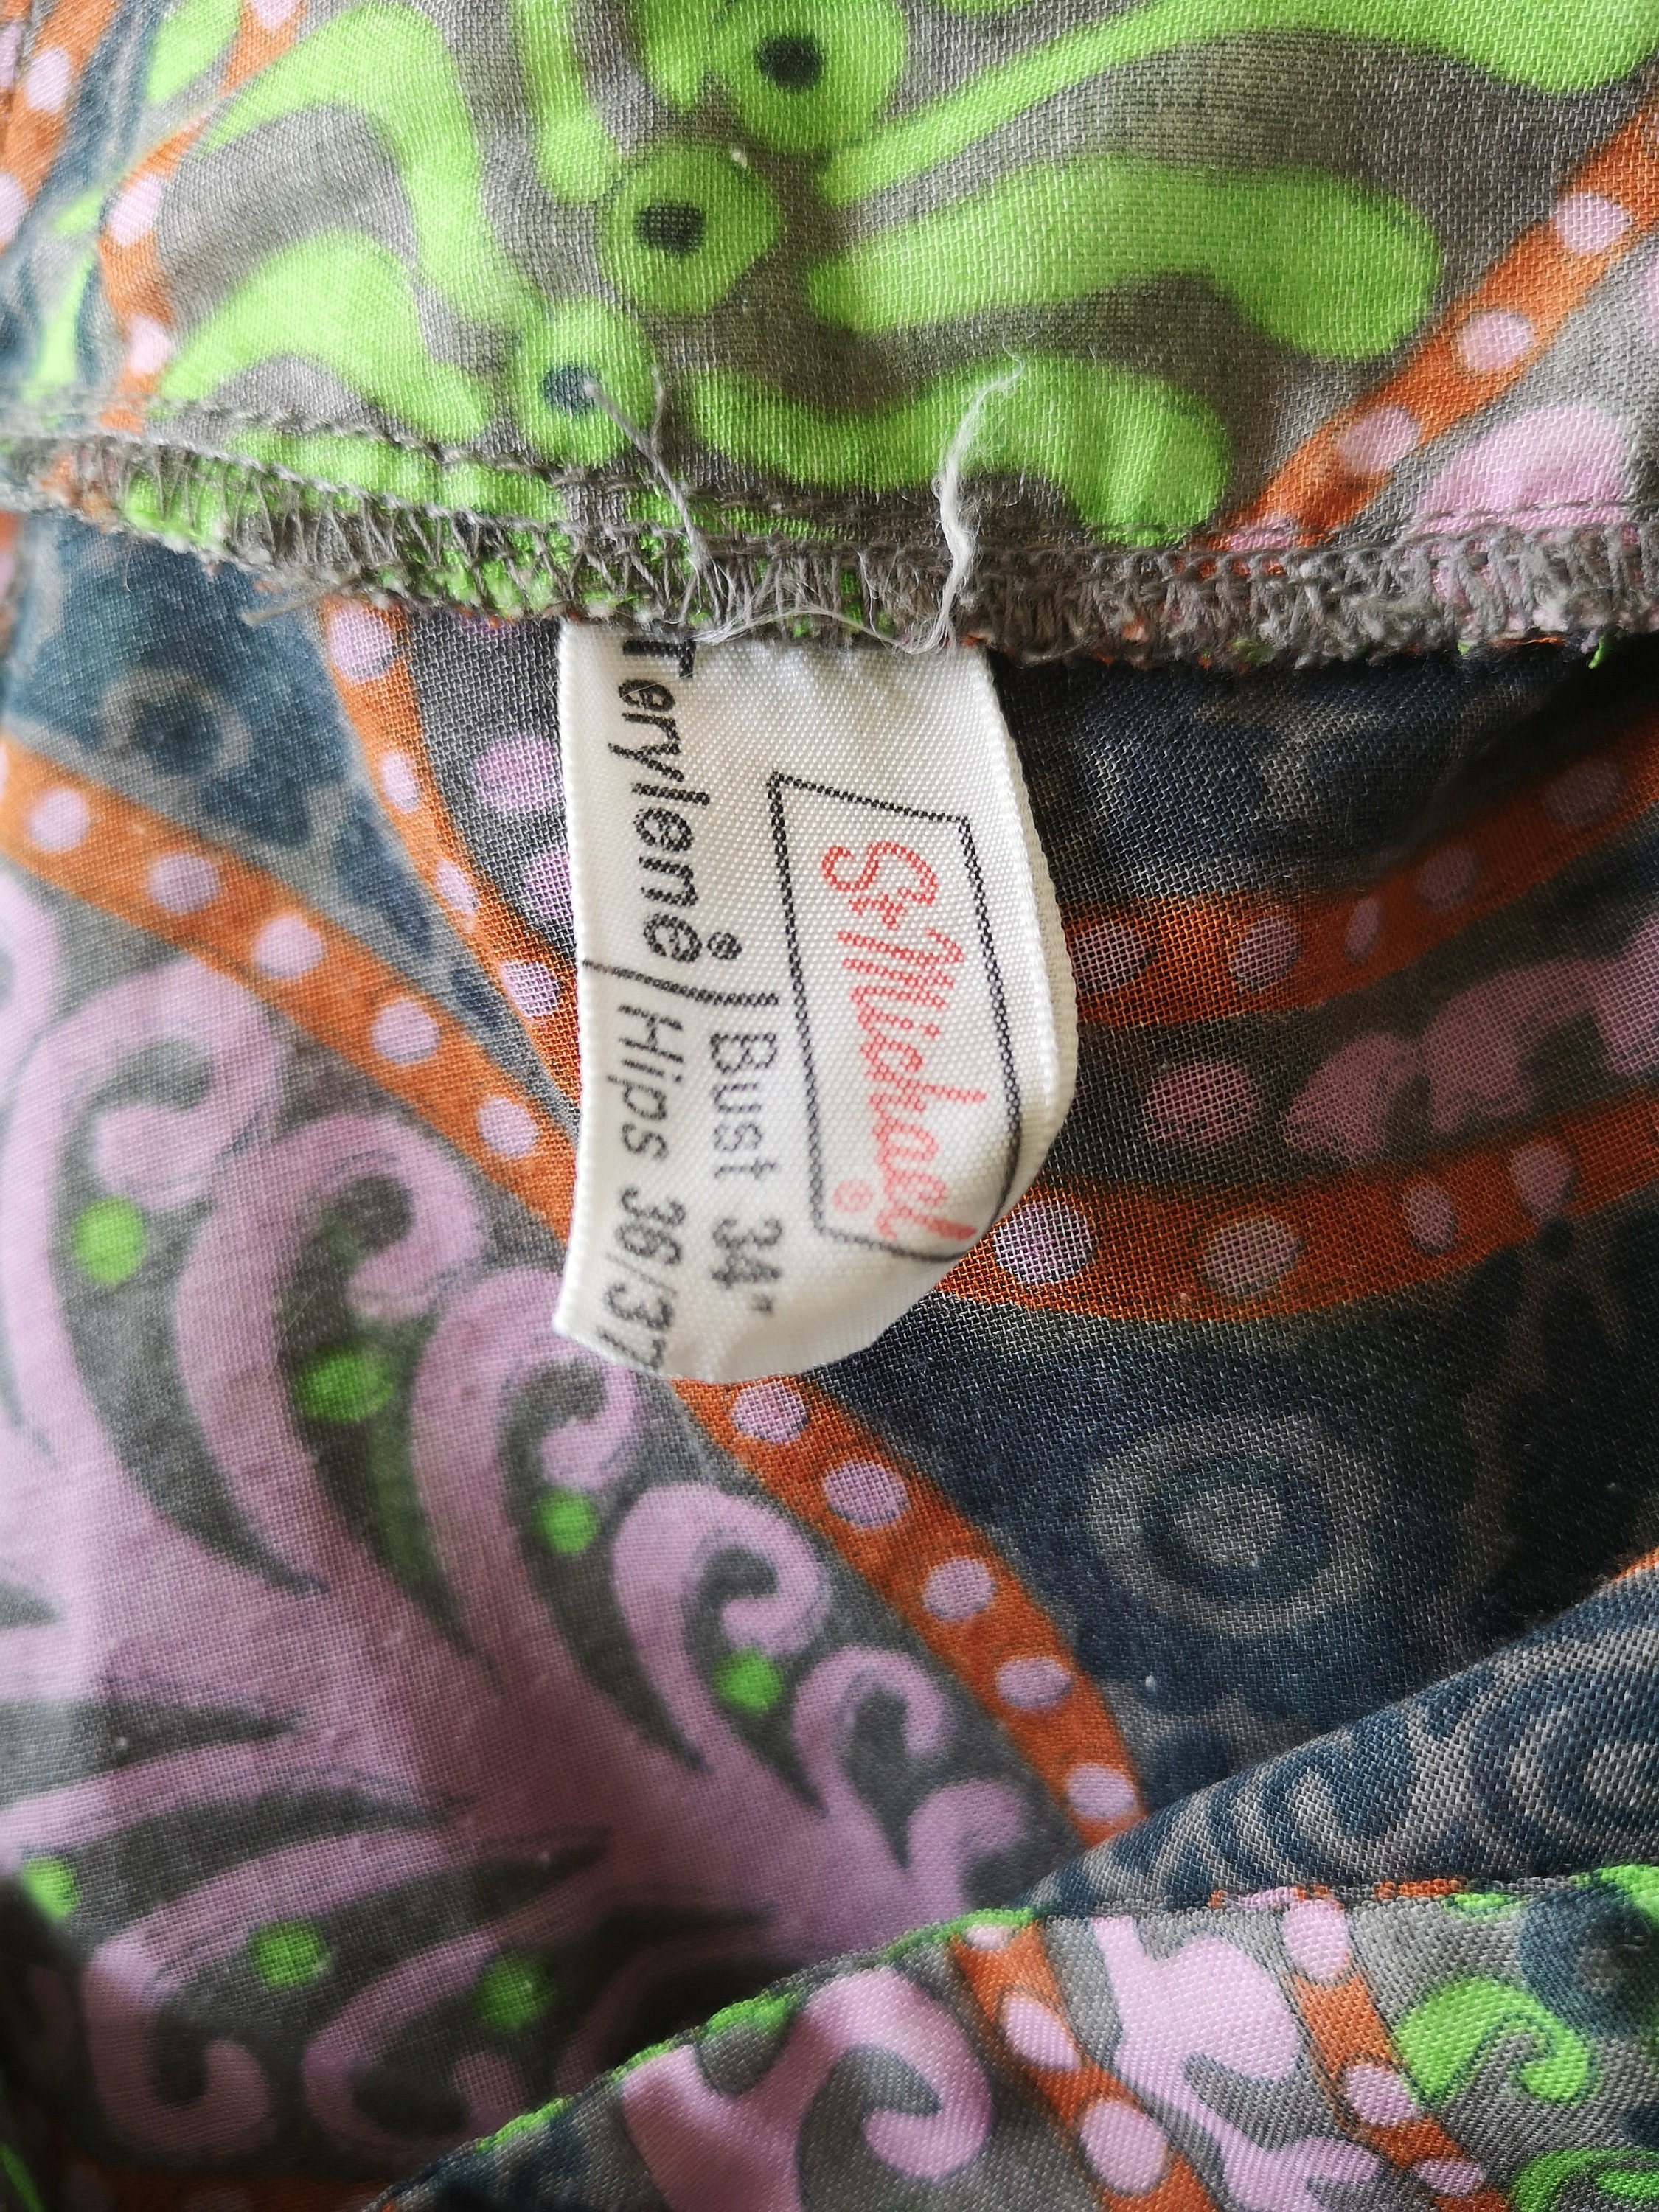 St Michael®
Bust 34"
Terylene® Hips 36/37